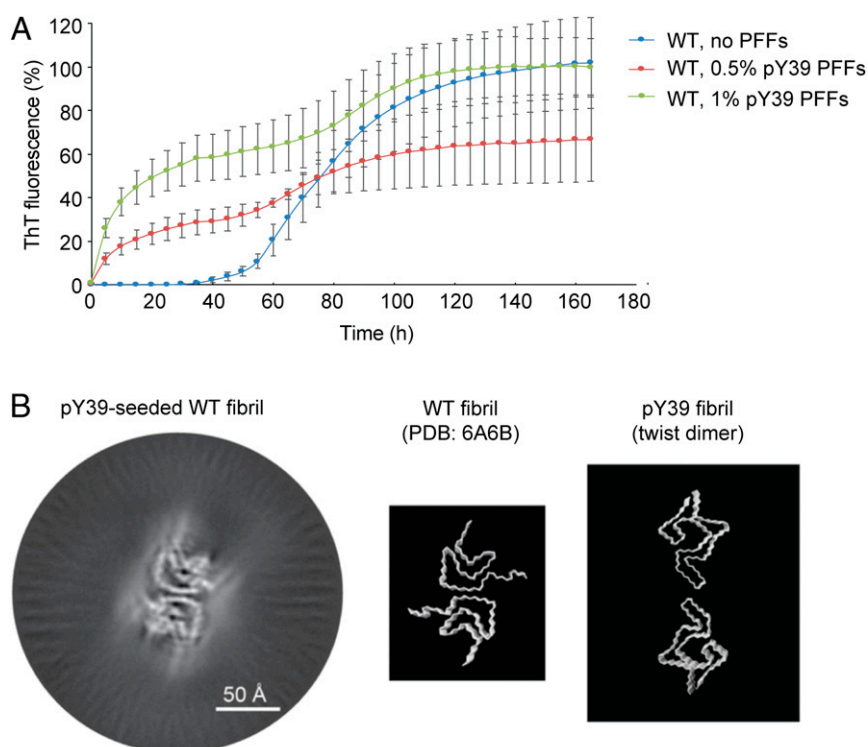 A
120
100
80
60
40
20
0
ThT fluorescence (%)
0 20 40 60 80 100 120 140 160 180
Time (h)
WT, no PFFs
WT, 0.5% pY39 PFFs
WT, 1% pY39 PFFs
B
pY39-seeded WT fibril
50 Å
WT fibril
(PDB: 6A6B)
pY39 fibril
(twist dimer)